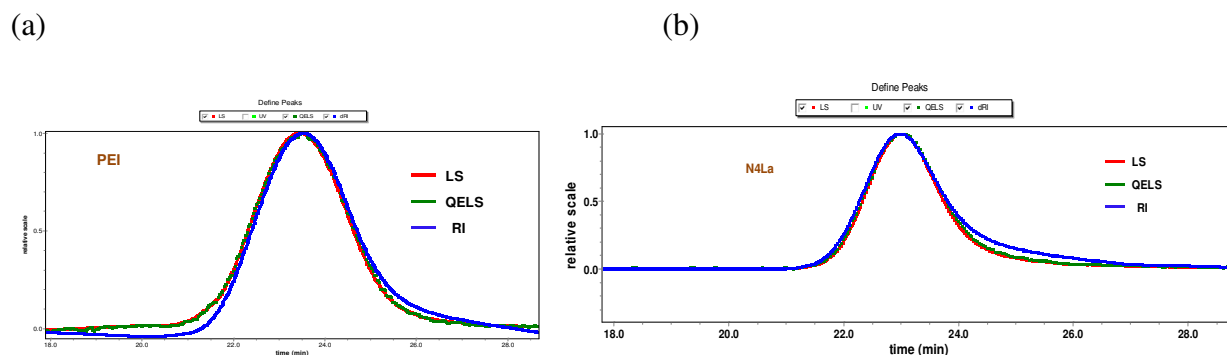 (a)
Define Peaks
LS UV QELS dRI
PEI
LS
QELS
RI
1.0
0.5
0.0
relative scale
18.0 20.0 22.0 24.0 26.0 28.0
time (min)
(b)
Define Peaks
LS UV QELS dRI
N4La
LS
QELS
RI
1.0
0.5
0.0
relative scale
18.0 20.0 22.0 24.0 26.0 28.0
time (min)